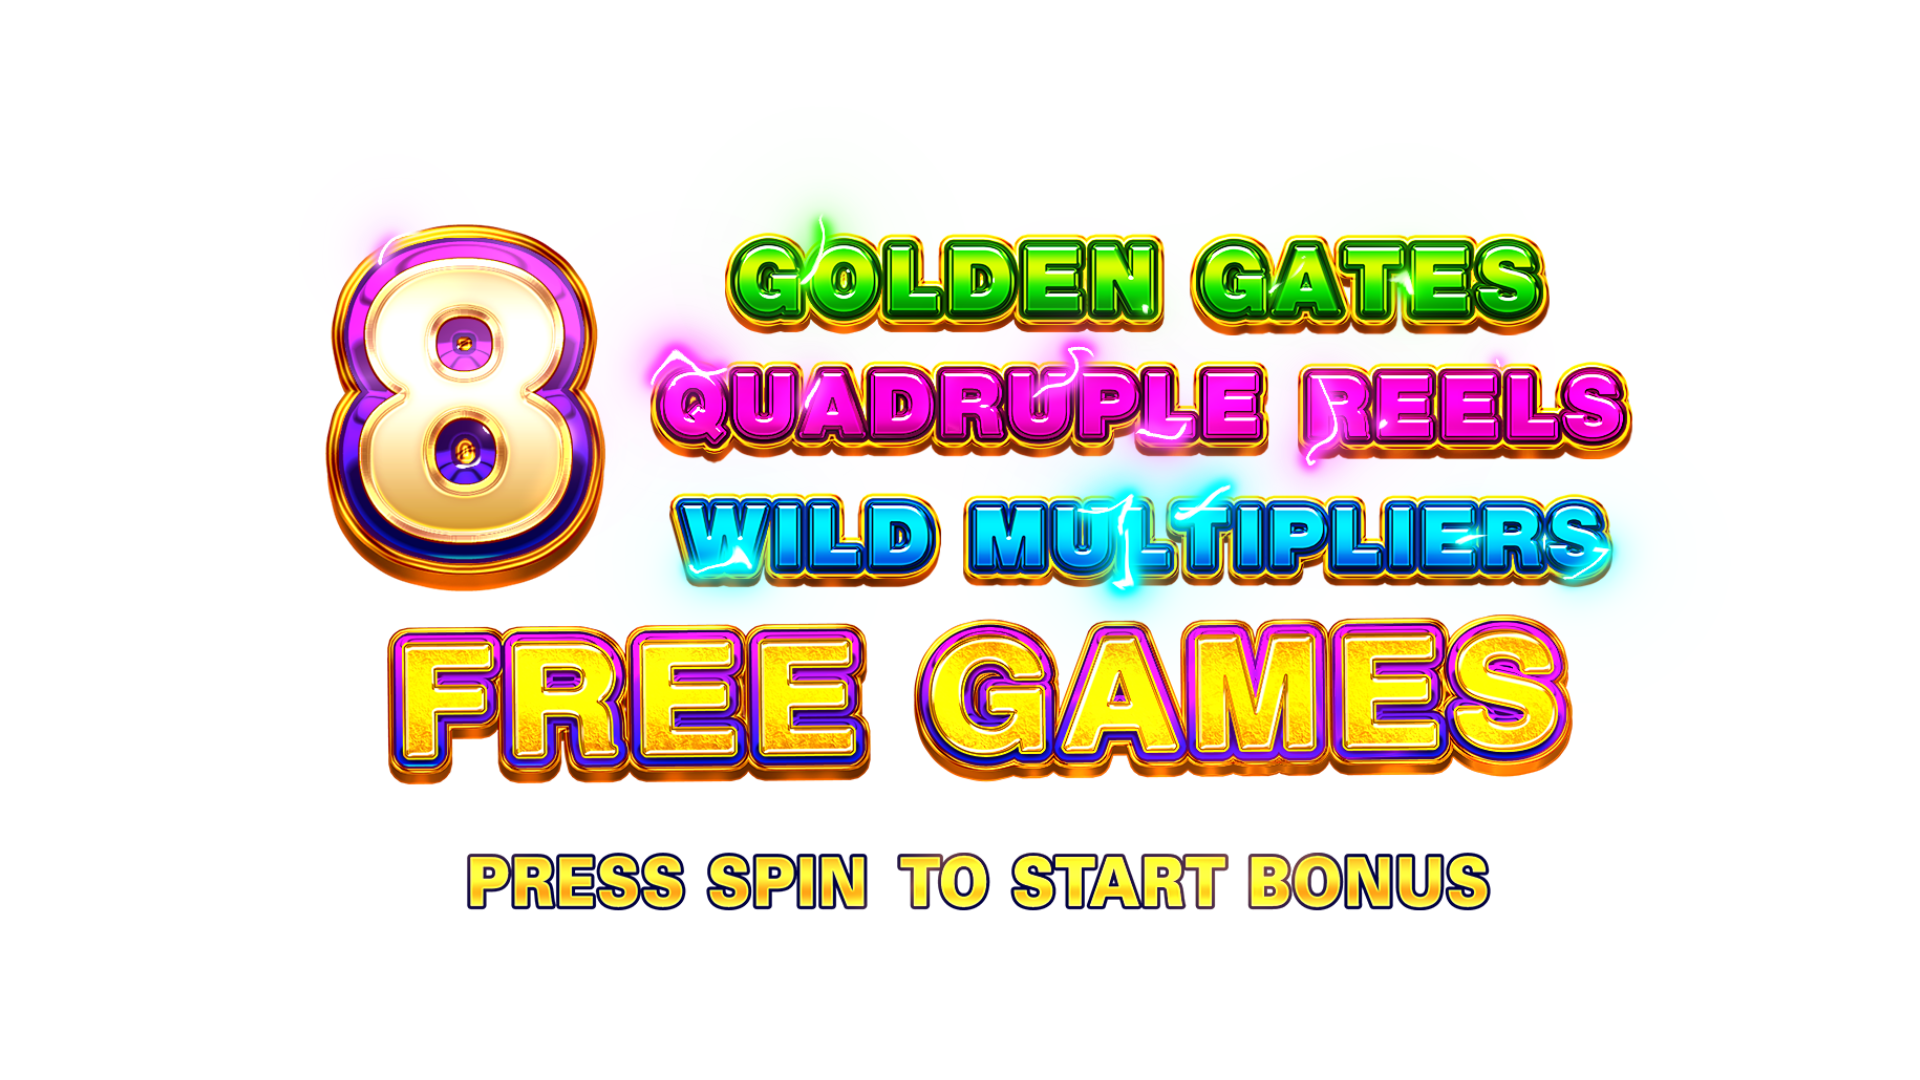 8
GOLDEN GATES
QUADRUPLE REELS
WILD MULTIPLIERS
FREE GAMES
PRESS SPIN TO START BONUS